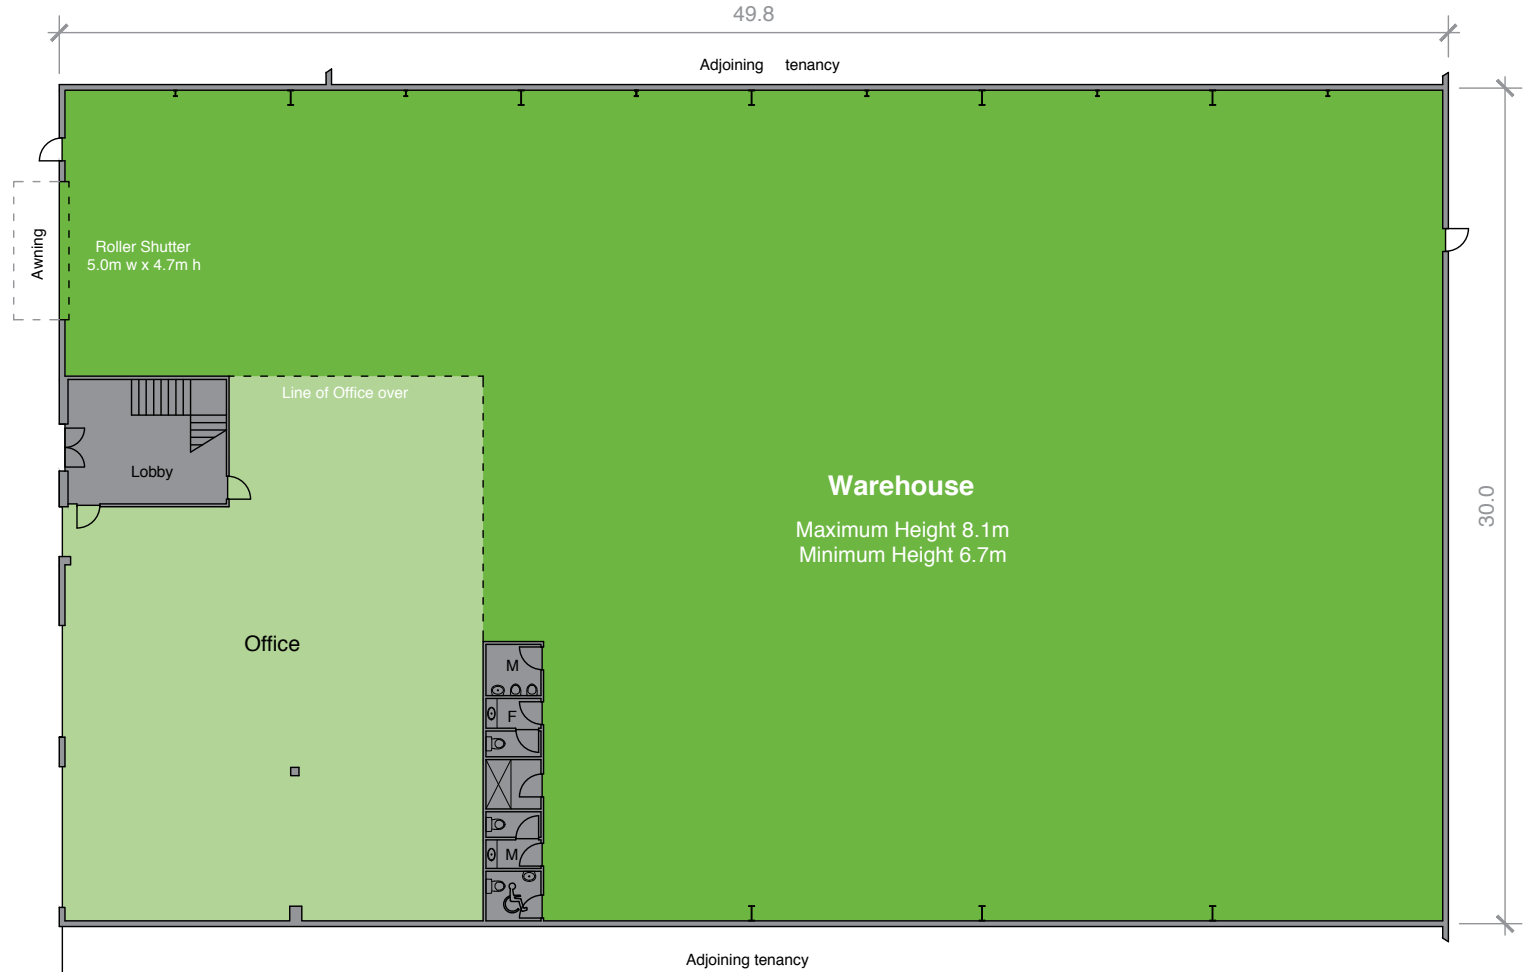 49.8
Adjoining tenancy
Awning
Roller Shutter
5.0m w x 4.7m h
Line of Office over
Lobby
Warehouse
Maximum Height 8.1m
Minimum Height 6.7m
30.0
Office
M
F
M
Adjoining tenancy